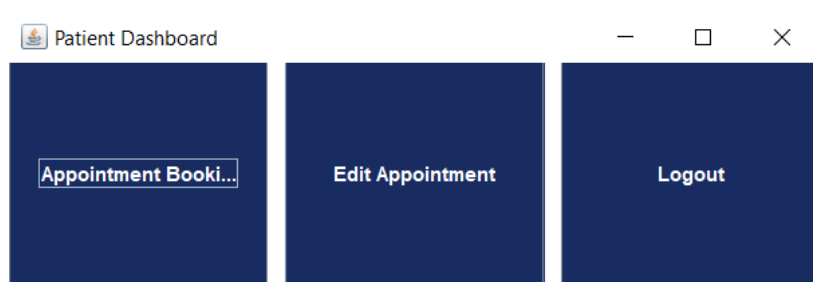 Patient Dashboard
Appointment Booki...
Edit Appointment
Logout